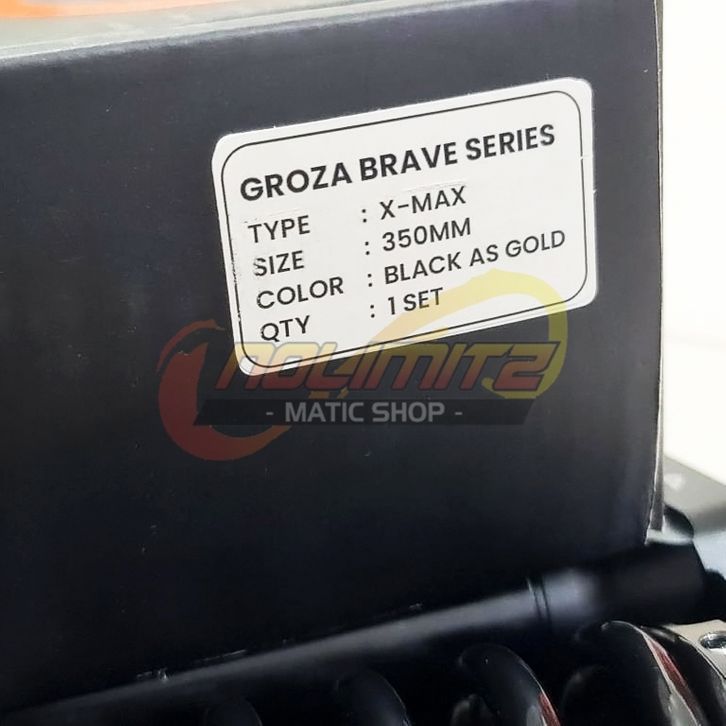 GROZA BRAVE SERIES
TYPE : X-MAX
SIZE : 350MM
COLOR : BLACK AS GOLD
QTY : 1 SET
NOLIMITZ
- MATIC SHOP -